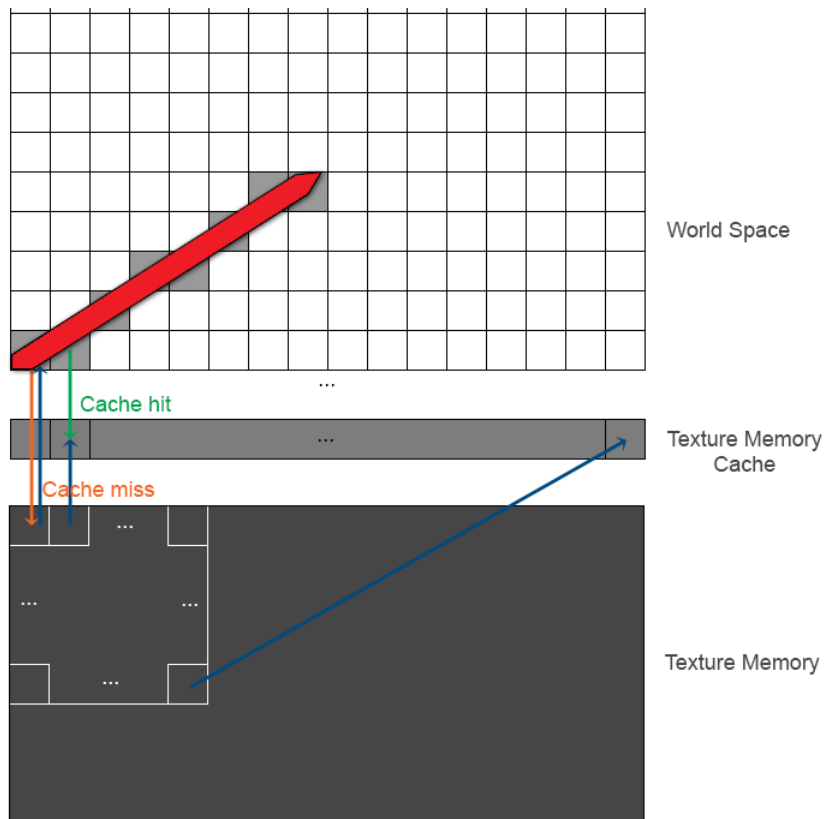 World Space
...
Cache hit
...
Texture Memory
Cache
Cache miss
...
... ...
...
Texture Memory